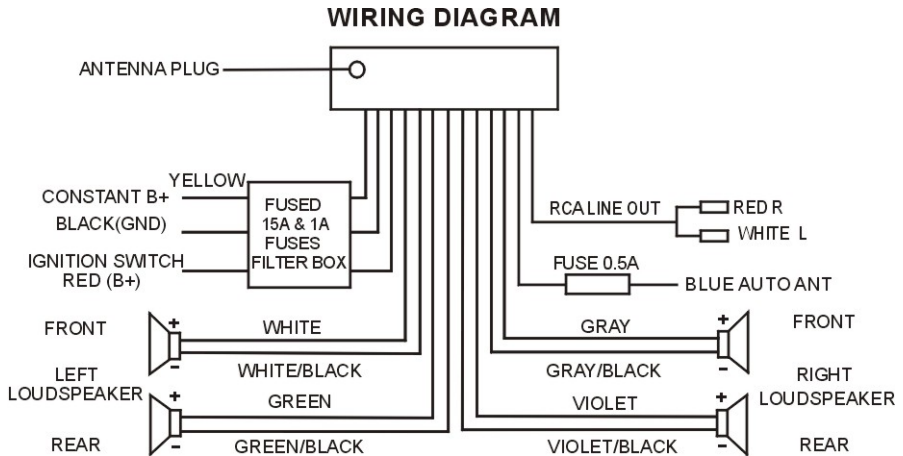 WIRING DIAGRAM
ANTENNA PLUG
YELLOW
CONSTANT B+
BLACK(GND)
IGNITION SWITCH
RED (B+)
FUSED
15A & 1A
FUSES
FILTER BOX
RCA LINE OUT
RED R
WHITE L
FUSE 0.5A
BLUE AUTO ANT
FRONT
+
-
WHITE
WHITE/BLACK
LEFT
LOUDSPEAKER
+
-
GREEN
GREEN/BLACK
REAR
GRAY
GRAY/BLACK
+
-
FRONT
RIGHT
LOUDSPEAKER
VIOLET
VIOLET/BLACK
+
-
REAR